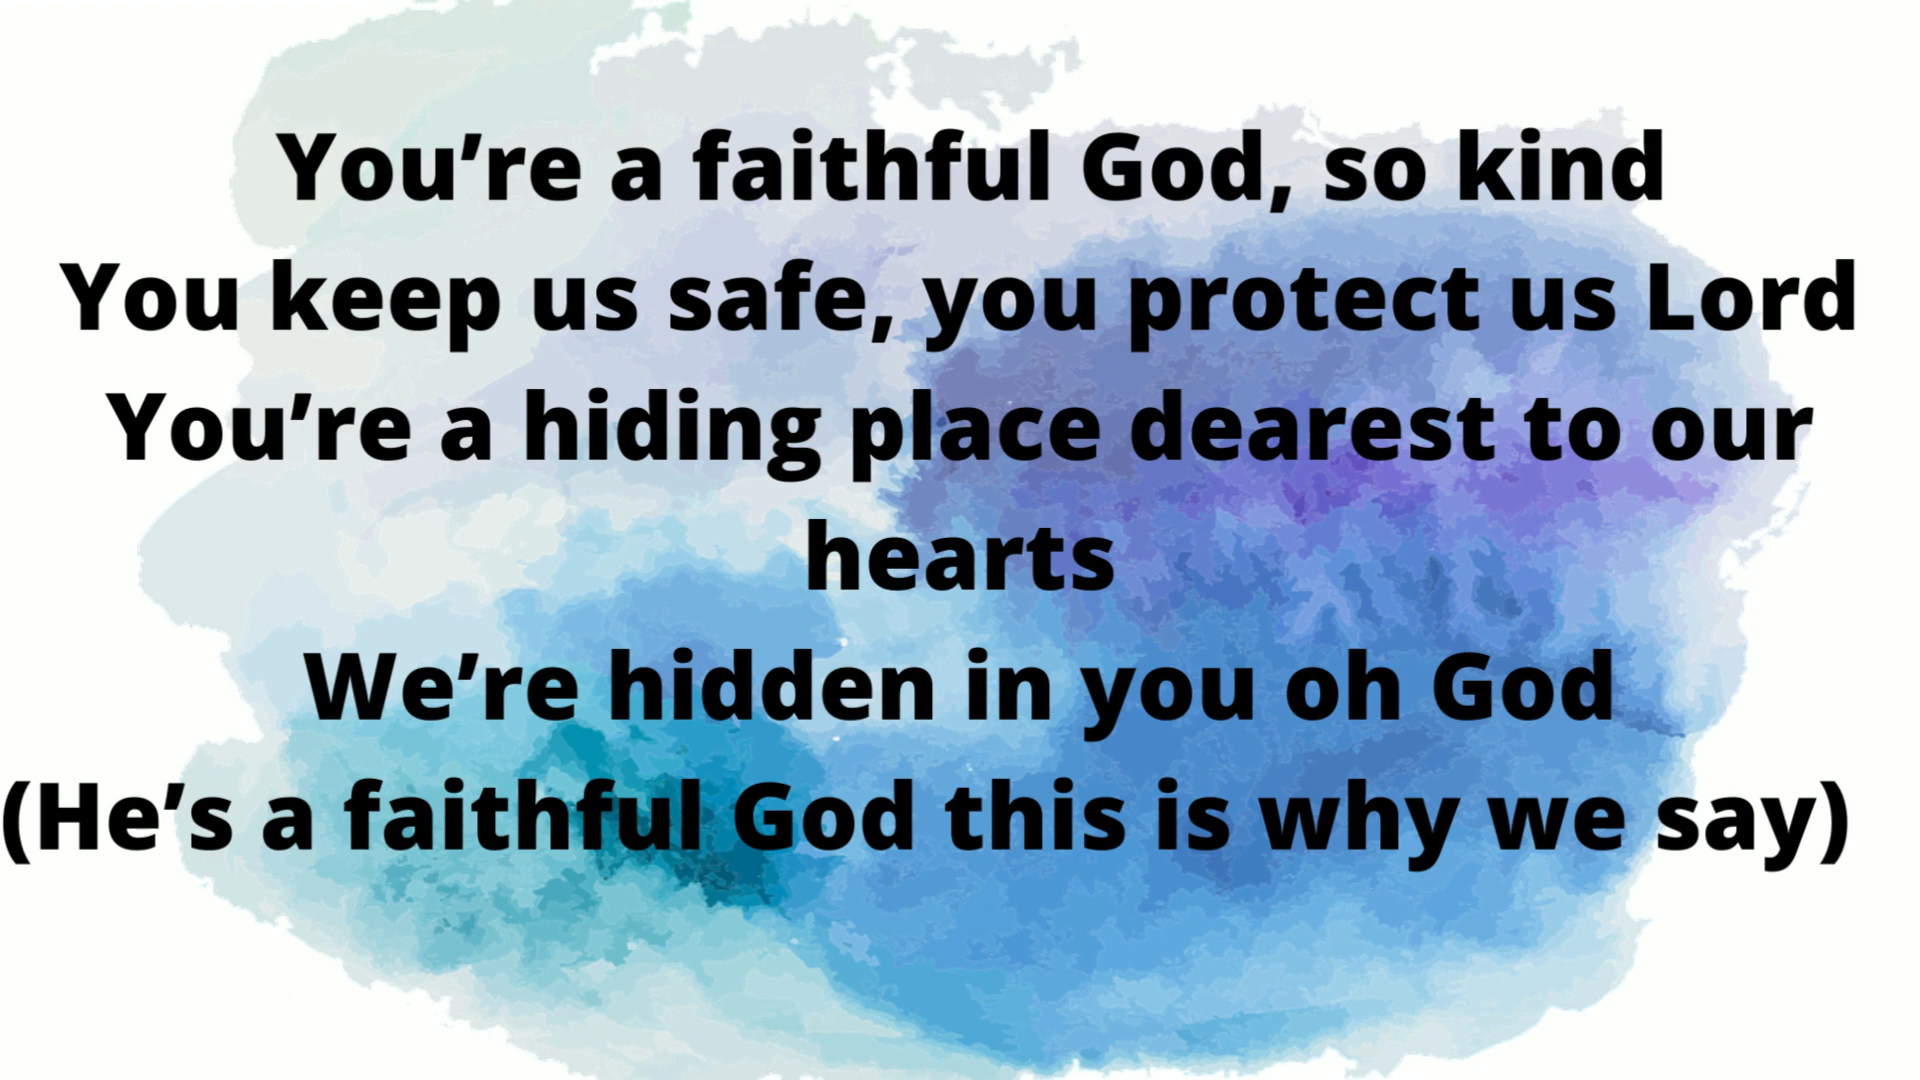 You’re a faithful God, so kind
You keep us safe, you protect us Lord
You’re a hiding place dearest to our
hearts
We’re hidden in you oh God
(He’s a faithful God this is why we say)